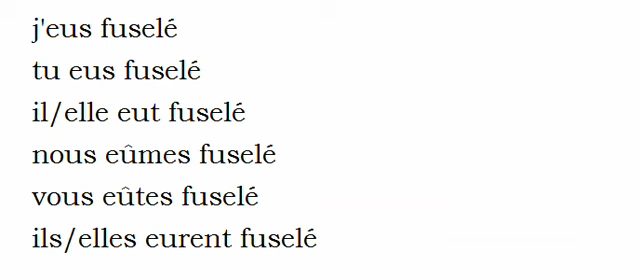 j'eus fuselé
tu eus fuselé
il/elle eut fuselé
nous eûmes fuselé
vous eûtes fuselé
ils/elles eurent fuselé